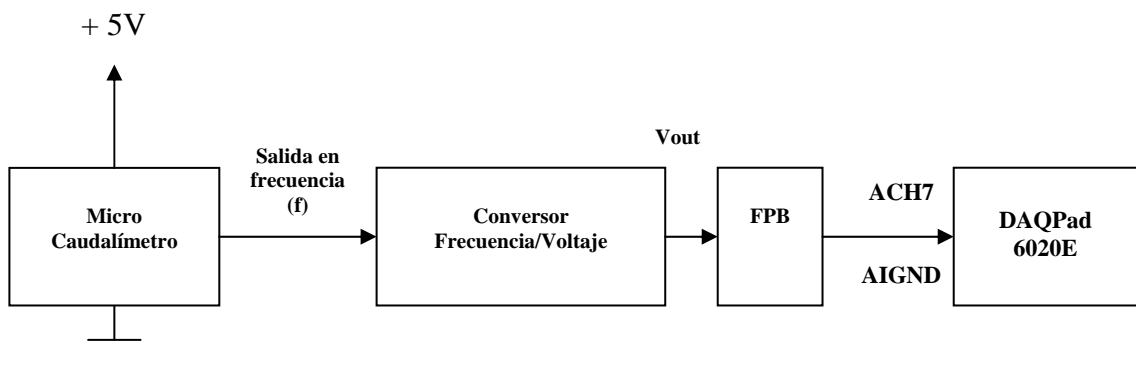 + 5V
Salida en
frecuencia
(f)
Vout
Micro
Caudalímetro
Conversor
Frecuencia/Voltaje
FPB
ACH7
AIGND
DAQPad
6020E